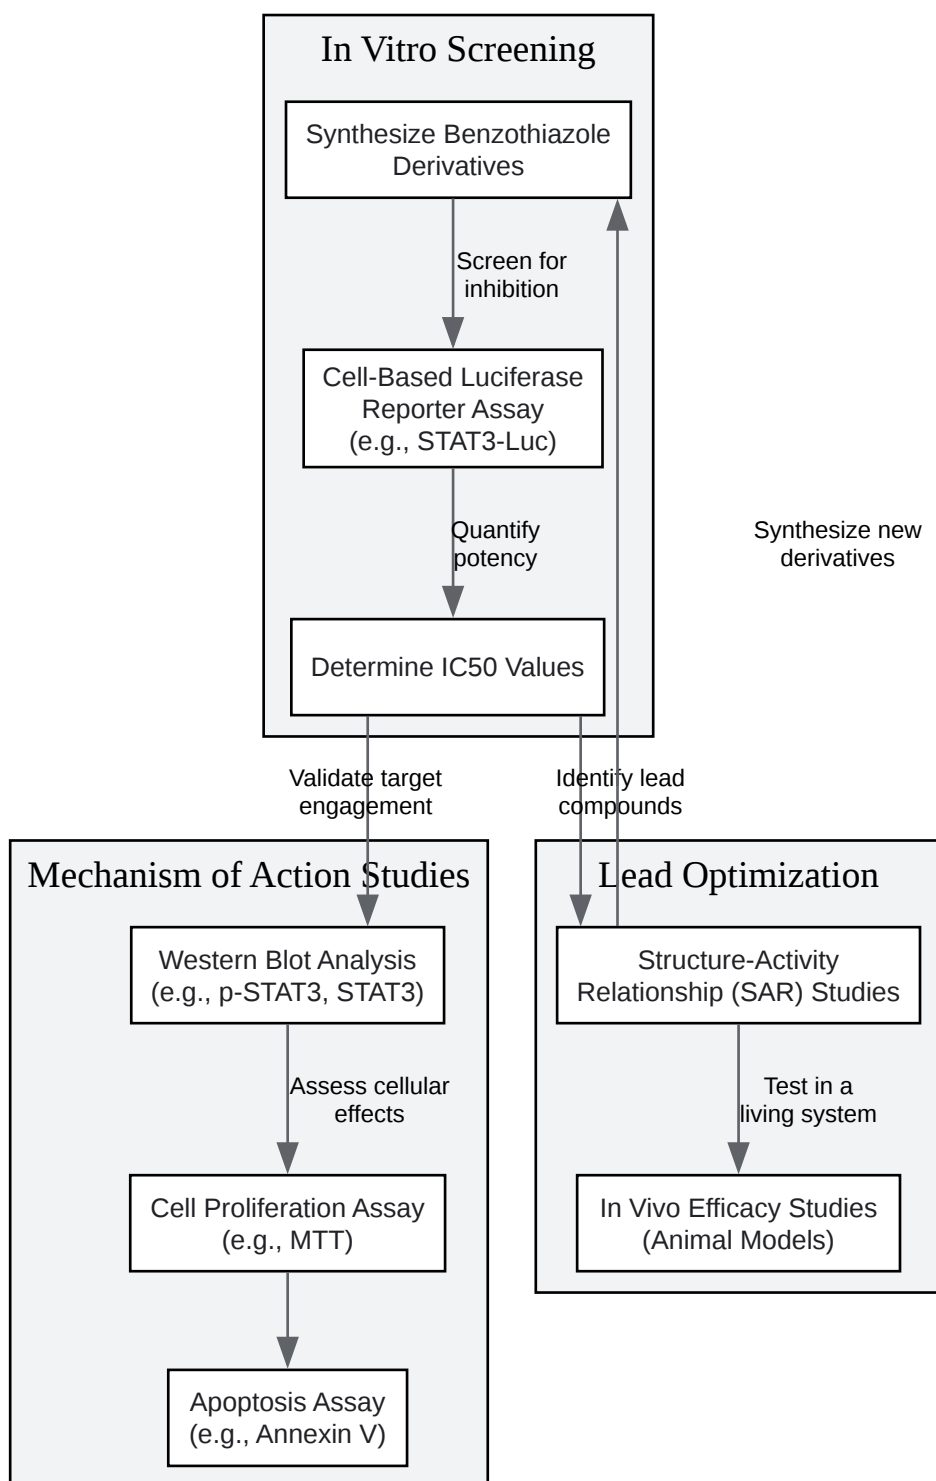 In Vitro Screening
Synthesize Benzothiazole
Derivatives
Screen for
inhibition
Cell-Based Luciferase
Reporter Assay
(e.g., STAT3-Luc)
Quantify
potency
Synthesize new
derivatives
Determine IC50 Values
Validate target
engagement
Identify lead
compounds
Mechanism of Action Studies
Lead Optimization
Western Blot Analysis
(e.g., p-STAT3, STAT3)
Structure-Activity
Relationship (SAR) Studies
Assess cellular
effects
Test in a
living system
Cell Proliferation Assay
(e.g., MTT)
In Vivo Efficacy Studies
(Animal Models)
Apoptosis Assay
(e.g., Annexin V)